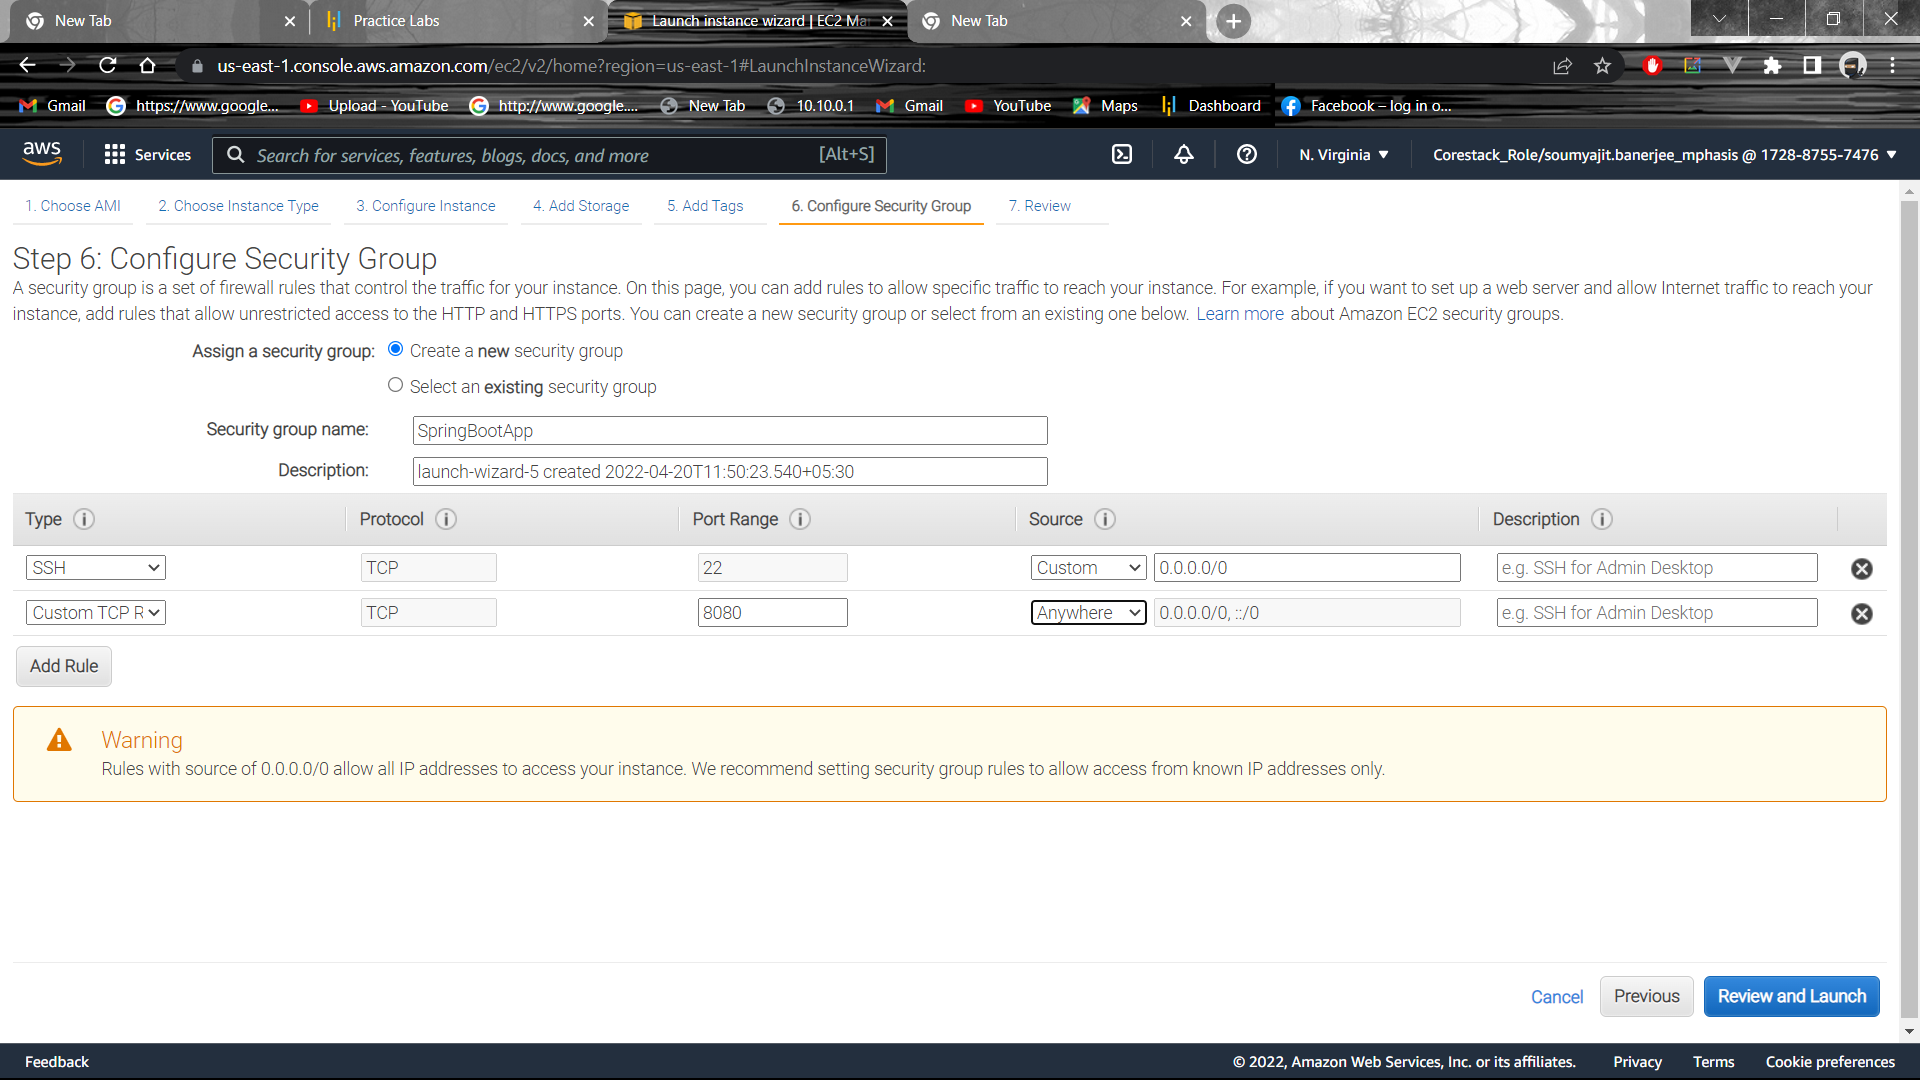 New Tab
Practice Labs
Launch instance wizard | EC2 Ma
New Tab
us-east-1.console.aws.amazon.com/ec2/v2/home?region=us-east-1#LaunchInstanceWizard:
Gmail https://www.google... Upload - YouTube http://www.google.... New Tab 10.10.0.1 Gmail YouTube Maps Dashboard Facebook – log in o...
aws Services Search for services, features, blogs, docs, and more [Alt+S] N. Virginia Corestack_Role/soumyajit.banerjee_mphasis @ 1728-8755-7476
1. Choose AMI 2. Choose Instance Type 3. Configure Instance 4. Add Storage 5. Add Tags 6. Configure Security Group 7. Review
Step 6: Configure Security Group
A security group is a set of firewall rules that control the traffic for your instance. On this page, you can add rules to allow specific traffic to reach your instance. For example, if you want to set up a web server and allow Internet traffic to reach your
instance, add rules that allow unrestricted access to the HTTP and HTTPS ports. You can create a new security group or select from an existing one below. Learn more about Amazon EC2 security groups.
Assign a security group: Create a new security group
Select an existing security group
Security group name: SpringBootApp
Description: launch-wizard-5 created 2022-04-20T11:50:23.540+05:30
Type Protocol Port Range Source Description
SSH TCP 22 Custom 0.0.0.0/0 e.g. SSH for Admin Desktop
Custom TCP R TCP 8080 Anywhere 0.0.0.0/0, ::/0 e.g. SSH for Admin Desktop
Add Rule
Warning
Rules with source of 0.0.0.0/0 allow all IP addresses to access your instance. We recommend setting security group rules to allow access from known IP addresses only.
Cancel Previous Review and Launch
Feedback © 2022, Amazon Web Services, Inc. or its affiliates. Privacy Terms Cookie preferences